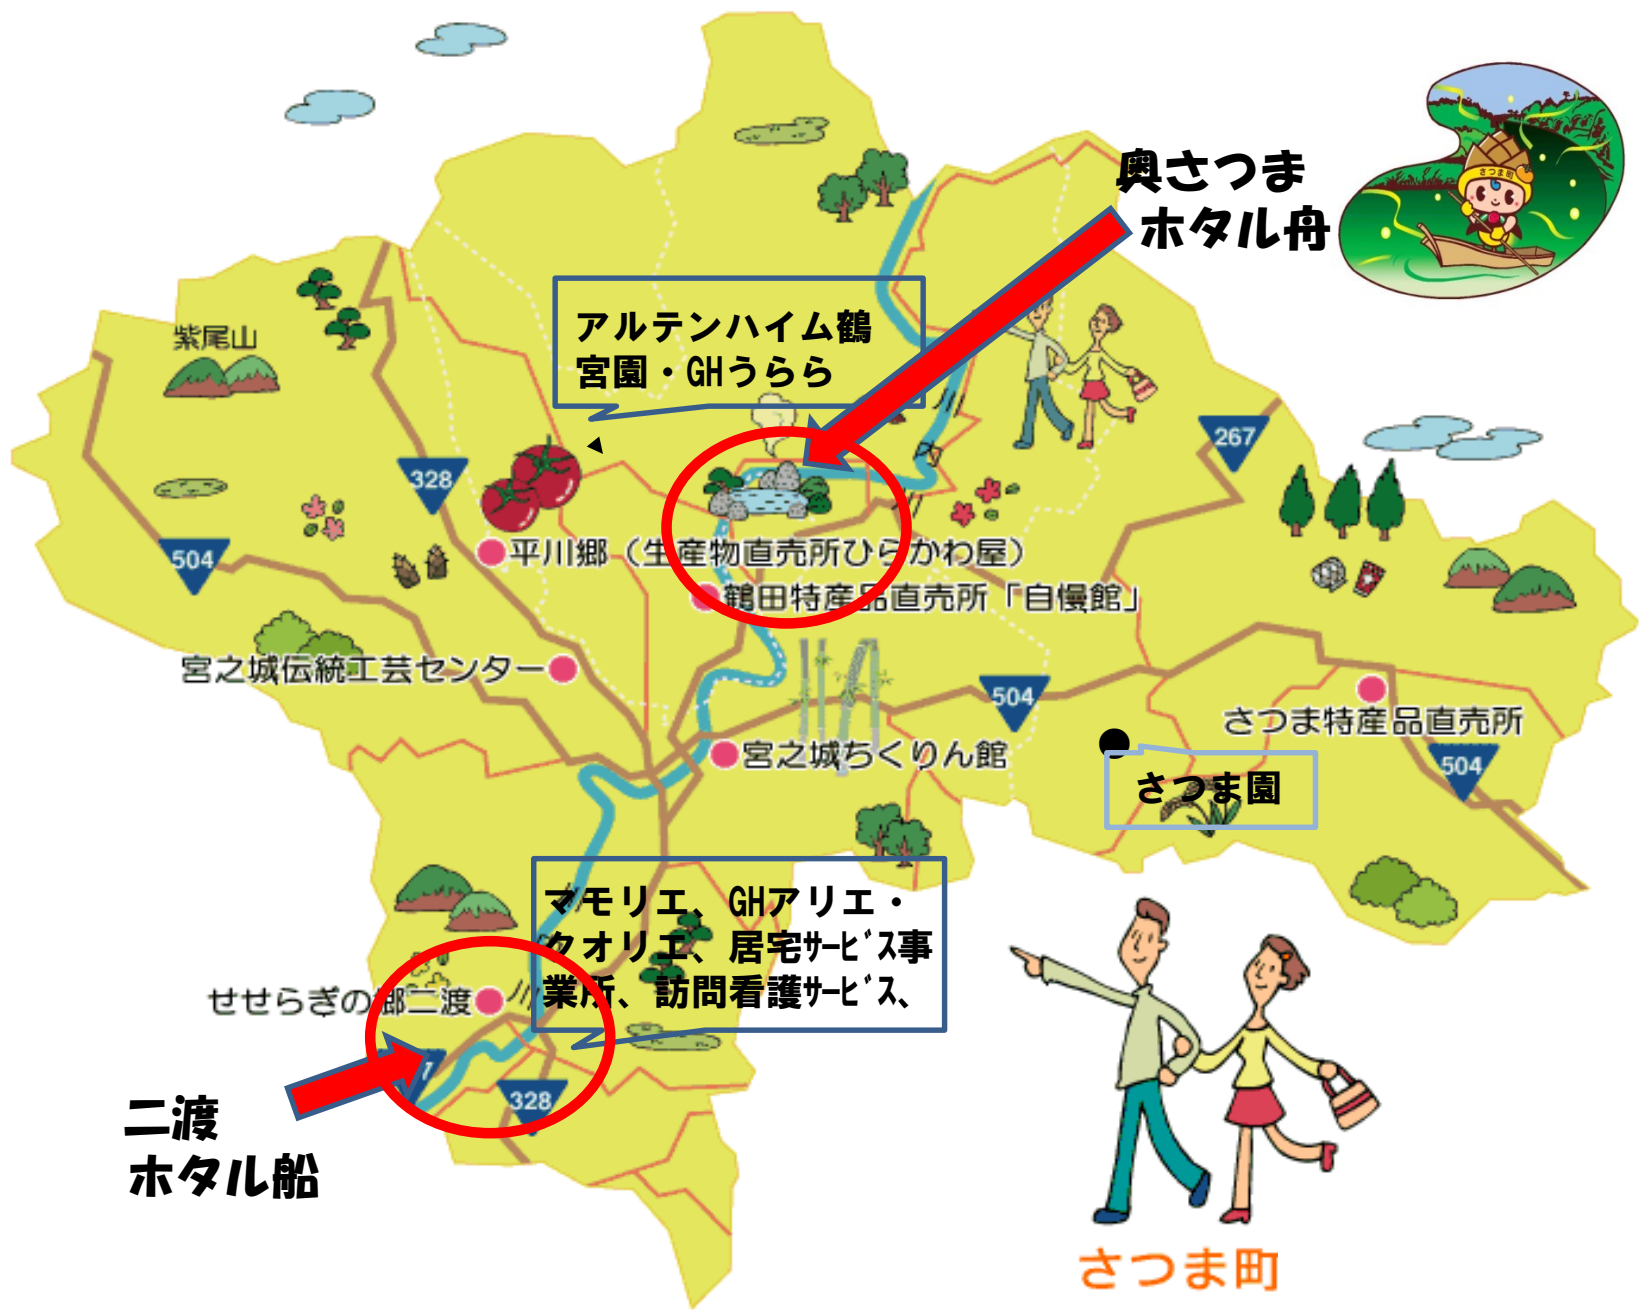 奥さつま
ホタル舟
さつま町
アルテンハイム鶴
宮園・GHうらら
紫尾山
267
328
504
平川郷（生産物直売所ひらかわ屋）
鶴田特産品直売所「自慢館」
宮之城伝統工芸センター
504
さつま特産品直売所
宮之城ちくりん館
504
さつま園
マモリエ、GHアリエ・
クオリエ、居宅ｻｰﾋﾞｽ事
業所、訪問看護ｻｰﾋﾞｽ、
せせらぎの郷二渡
328
二渡
ホタル船
さつま町